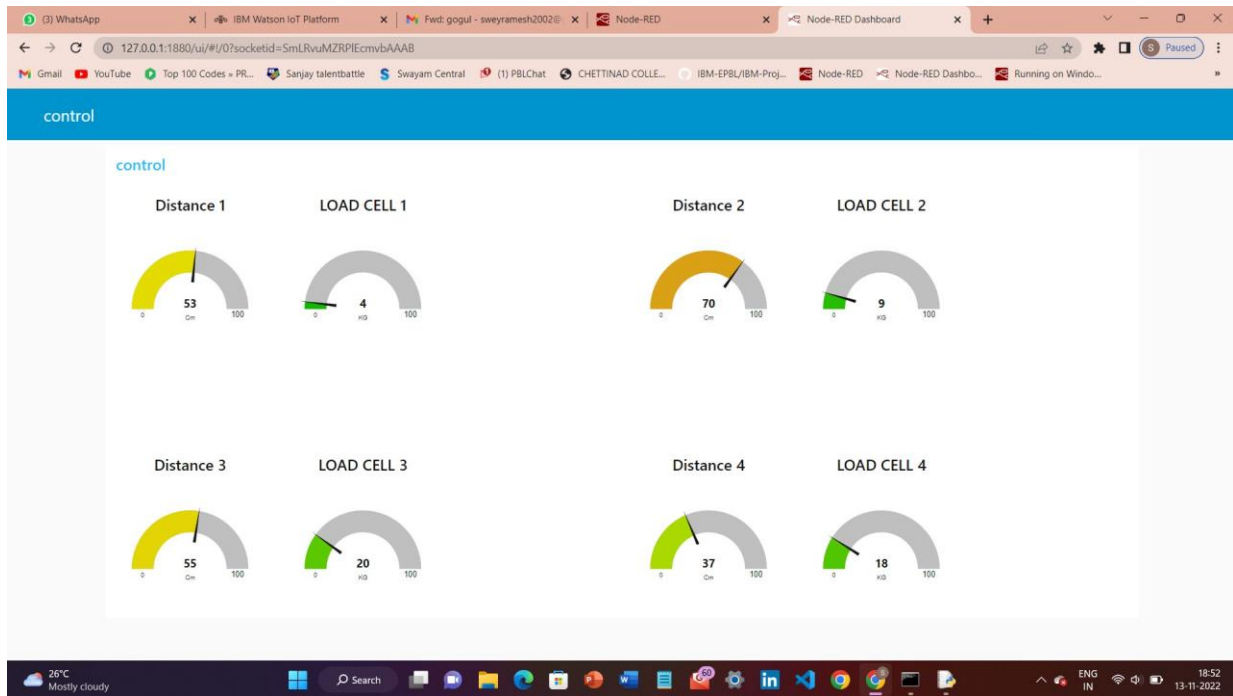 (3) WhatsApp
IBM Watson IoT Platform
Fwd: gogul - sweyramesh2002@
Node-RED
Node-RED Dashboard
127.0.0.1:1880/ui/#!/0?socketid=SmLRvuMZRPlEcmvbAAAB
S Paused
Gmail YouTube Top 100 Codes » PR... Sanjay talentbattle Swayam Central (1) PBLChat CHETTINAD COLLE... IBM-EPBL/IBM-Proj... Node-RED Node-RED Dashbo... Running on Windo... »
control
control
Distance 1
53
Cm
0 100
LOAD CELL 1
4
KG
0 100
Distance 2
70
Cm
0 100
LOAD CELL 2
9
KG
0 100
Distance 3
55
Cm
0 100
LOAD CELL 3
20
KG
0 100
Distance 4
37
Cm
0 100
LOAD CELL 4
18
KG
0 100
26°C
Mostly cloudy
Search
60
ENG
IN
18:52
13-11-2022